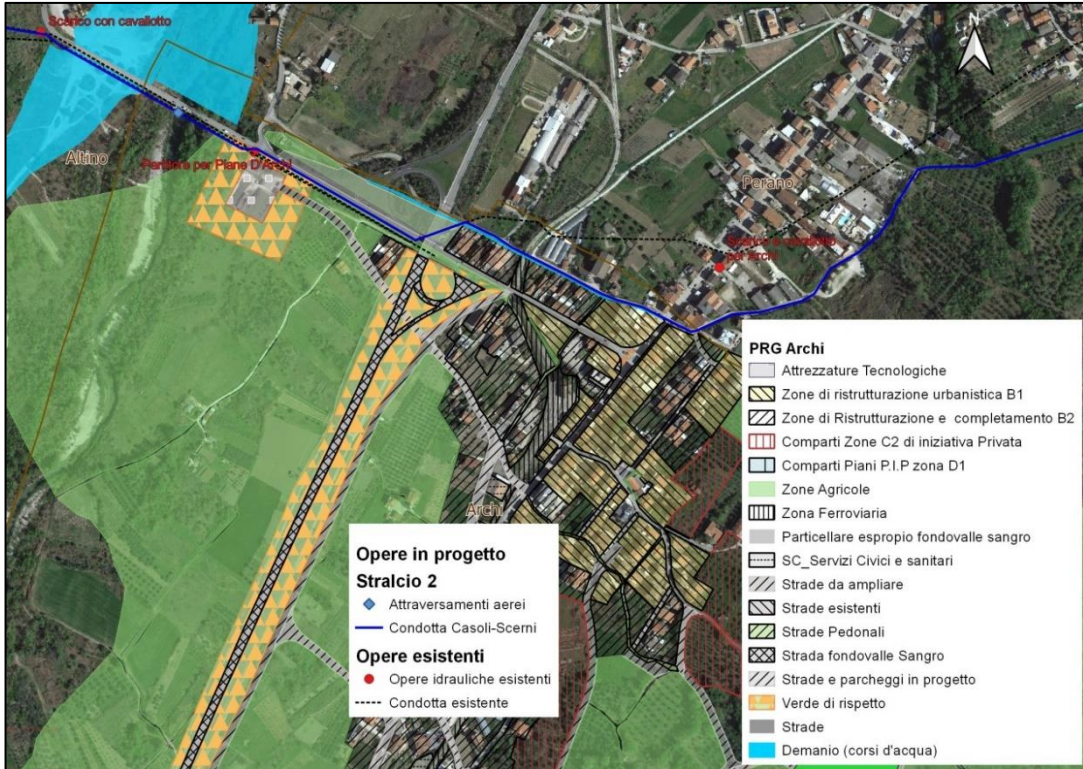 Scarico con cavallotto
N
Altino
Partitore per Piane D'Archi
Perano
Scarico e cavallotto
per Archi
Archi
PRG Archi
Attrezzature Tecnologiche
Zone di ristrutturazione urbanistica B1
Zone di Ristrutturazione e completamento B2
Comparti Zone C2 di iniziativa Privata
Comparti Piani P.I.P zona D1
Zone Agricole
Zona Ferroviaria
Particellare espropio fondovalle sangro
SC_Servizi Civici e sanitari
Strade da ampliare
Strade esistenti
Strade Pedonali
Strada fondovalle Sangro
Strade e parcheggi in progetto
Verde di rispetto
Strade
Demanio (corsi d'acqua)
Opere in progetto
Stralcio 2
Attraversamenti aerei
Condotta Casoli-Scerni
Opere esistenti
Opere idrauliche esistenti
Condotta esistente